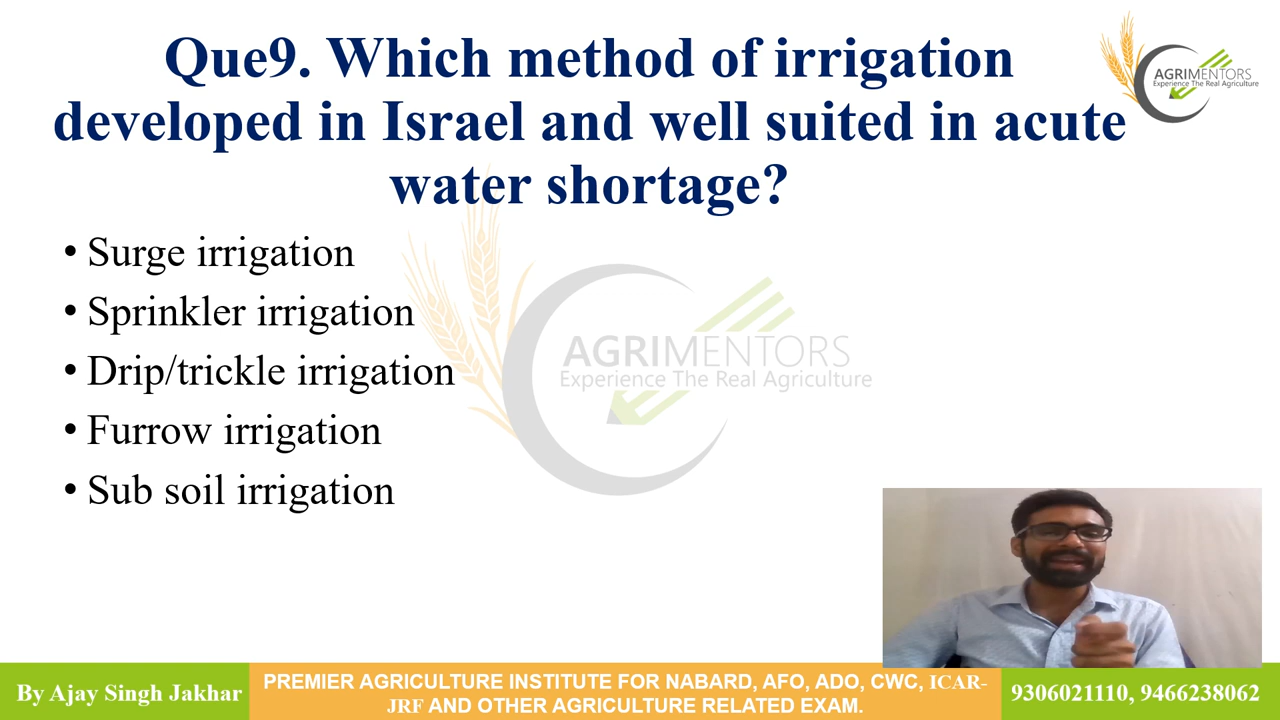 Que9. Which method of irrigation
developed in Israel and well suited in acute
water shortage?
AGRIMENTORS
Experience The Real Agriculture
• Surge irrigation
• Sprinkler irrigation
• Drip/trickle irrigation
• Furrow irrigation
• Sub soil irrigation
AGRIMENTORS
Experience The Real Agriculture
By Ajay Singh Jakhar
PREMIER AGRICULTURE INSTITUTE FOR NABARD, AFO, ADO, CWC, ICAR-
JRF AND OTHER AGRICULTURE RELATED EXAM.
9306021110, 9466238062